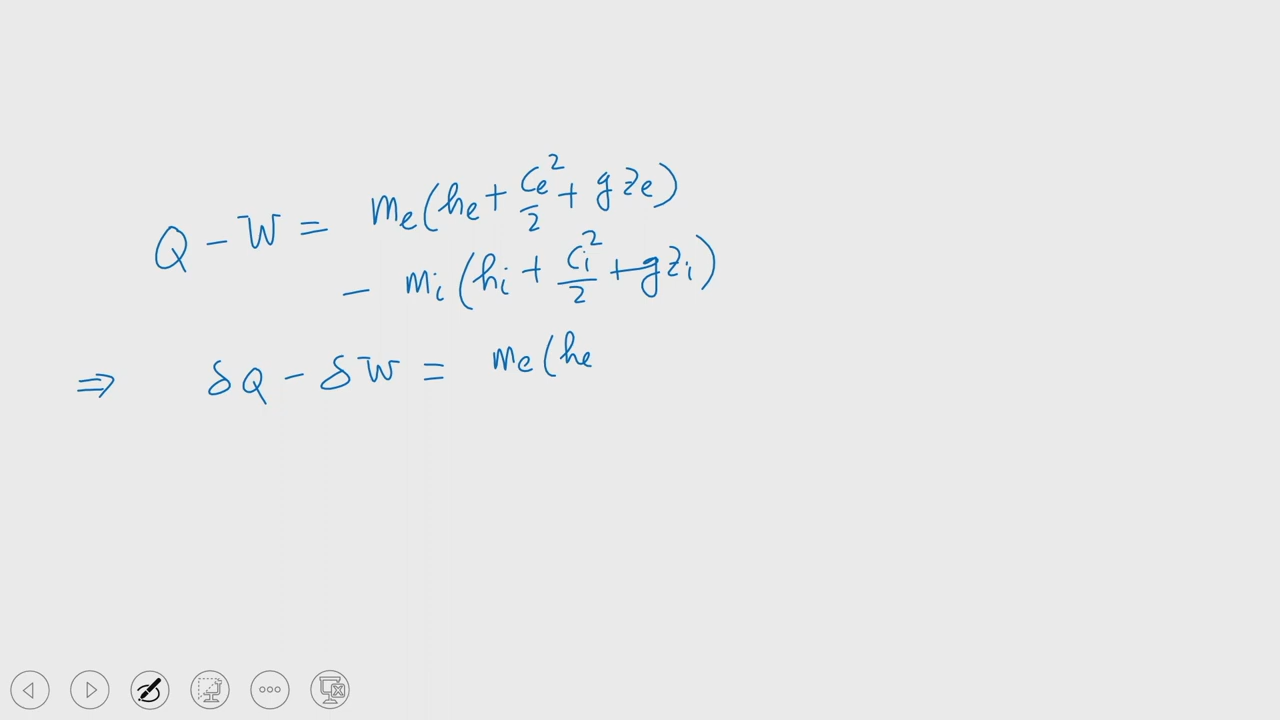 Q - W = me(he + Ce²/2 + gze)
- mi(hi + Ci²/2 + gzi)
⇒ δQ - δW = me(he